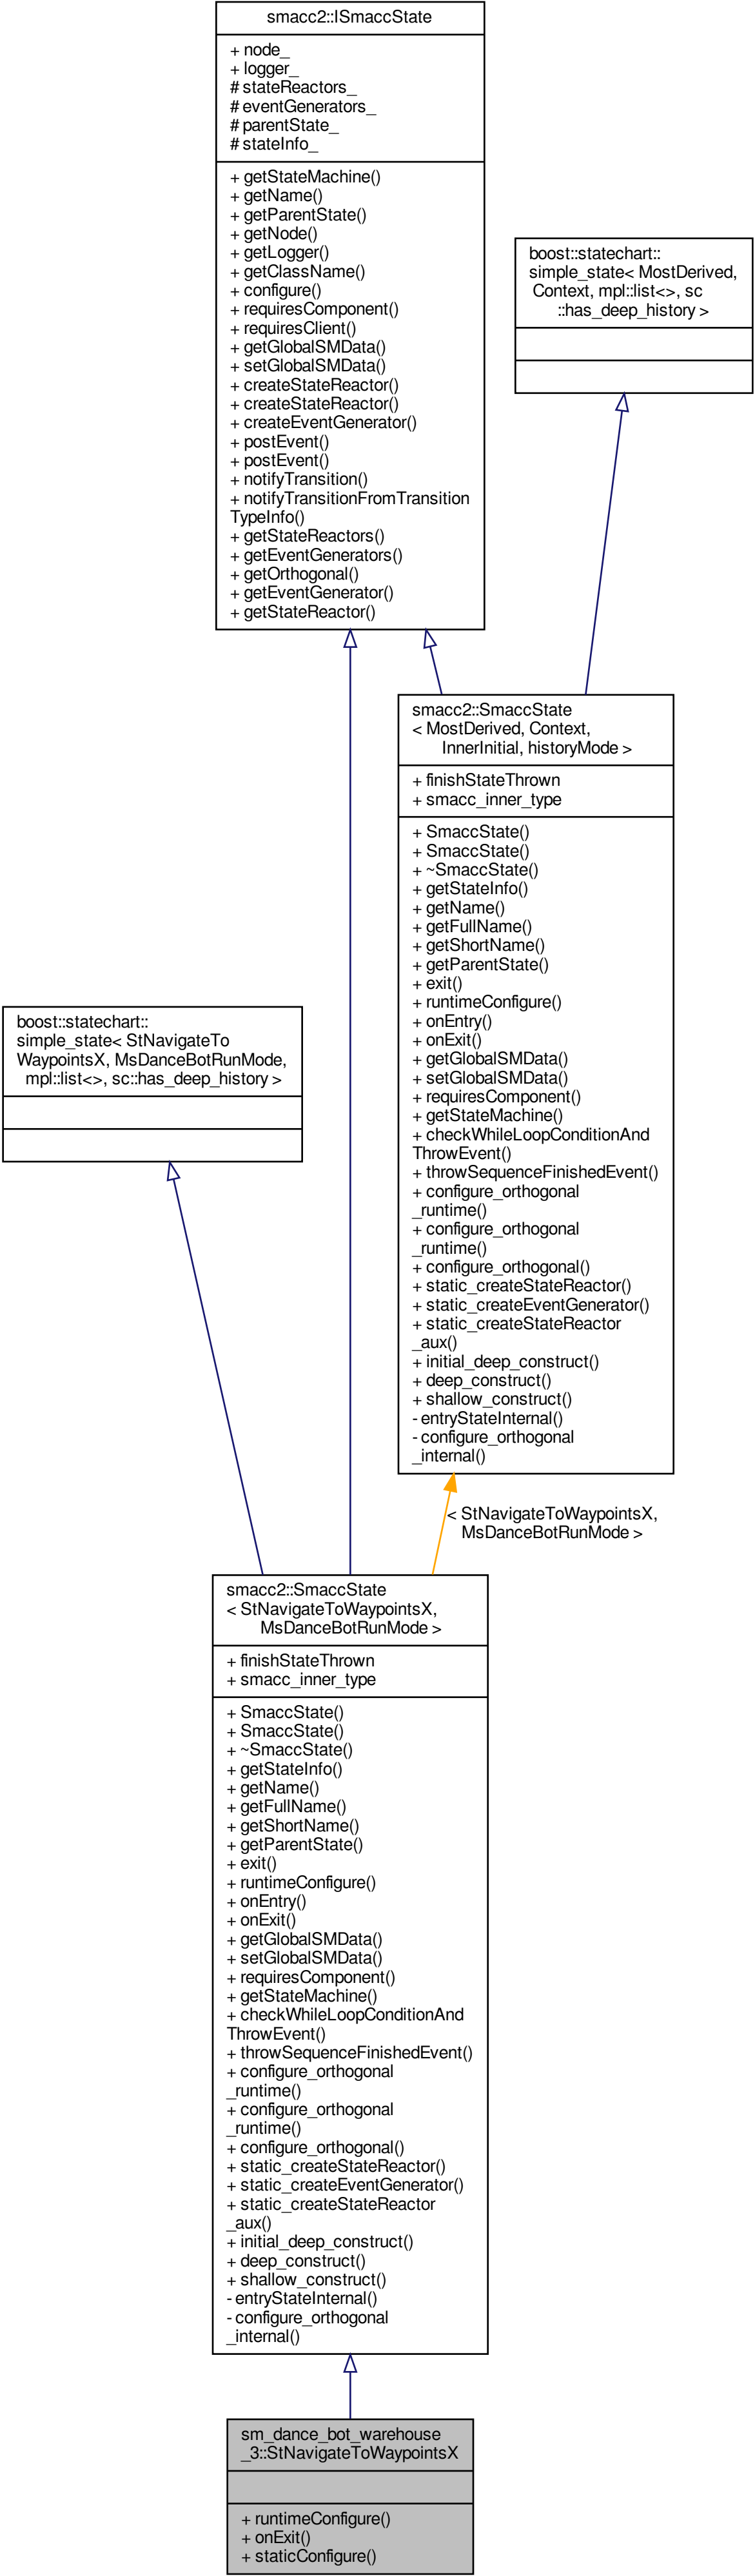 smacc2::ISmaccState
+ node_
+ logger_
# stateReactors_
# eventGenerators_
# parentState_
# stateInfo_
+ getStateMachine()
+ getName()
+ getParentState()
+ getNode()
+ getLogger()
+ getClassName()
+ configure()
+ requiresComponent()
+ requiresClient()
+ getGlobalSMData()
+ setGlobalSMData()
+ createStateReactor()
+ createStateReactor()
+ createEventGenerator()
+ postEvent()
+ postEvent()
+ notifyTransition()
+ notifyTransitionFromTransition
TypeInfo()
+ getStateReactors()
+ getEventGenerators()
+ getOrthogonal()
+ getEventGenerator()
+ getStateReactor()
boost::statechart::
simple_state< MostDerived,
Context, mpl::list<>, sc
::has_deep_history >
smacc2::SmaccState
< MostDerived, Context,
InnerInitial, historyMode >
+ finishStateThrown
+ smacc_inner_type
+ SmaccState()
+ SmaccState()
+ ~SmaccState()
+ getStateInfo()
+ getName()
+ getFullName()
+ getShortName()
+ getParentState()
+ exit()
+ runtimeConfigure()
+ onEntry()
+ onExit()
+ getGlobalSMData()
+ setGlobalSMData()
+ requiresComponent()
+ getStateMachine()
+ checkWhileLoopConditionAnd
ThrowEvent()
+ throwSequenceFinishedEvent()
+ configure_orthogonal
_runtime()
+ configure_orthogonal
_runtime()
+ configure_orthogonal()
+ static_createStateReactor()
+ static_createEventGenerator()
+ static_createStateReactor
_aux()
+ initial_deep_construct()
+ deep_construct()
+ shallow_construct()
- entryStateInternal()
- configure_orthogonal
_internal()
boost::statechart::
simple_state< StNavigateTo
WaypointsX, MsDanceBotRunMode,
mpl::list<>, sc::has_deep_history >
< StNavigateToWaypointsX,
MsDanceBotRunMode >
smacc2::SmaccState
< StNavigateToWaypointsX,
MsDanceBotRunMode >
+ finishStateThrown
+ smacc_inner_type
+ SmaccState()
+ SmaccState()
+ ~SmaccState()
+ getStateInfo()
+ getName()
+ getFullName()
+ getShortName()
+ getParentState()
+ exit()
+ runtimeConfigure()
+ onEntry()
+ onExit()
+ getGlobalSMData()
+ setGlobalSMData()
+ requiresComponent()
+ getStateMachine()
+ checkWhileLoopConditionAnd
ThrowEvent()
+ throwSequenceFinishedEvent()
+ configure_orthogonal
_runtime()
+ configure_orthogonal
_runtime()
+ configure_orthogonal()
+ static_createStateReactor()
+ static_createEventGenerator()
+ static_createStateReactor
_aux()
+ initial_deep_construct()
+ deep_construct()
+ shallow_construct()
- entryStateInternal()
- configure_orthogonal
_internal()
sm_dance_bot_warehouse
_3::StNavigateToWaypointsX
+ runtimeConfigure()
+ onExit()
+ staticConfigure()